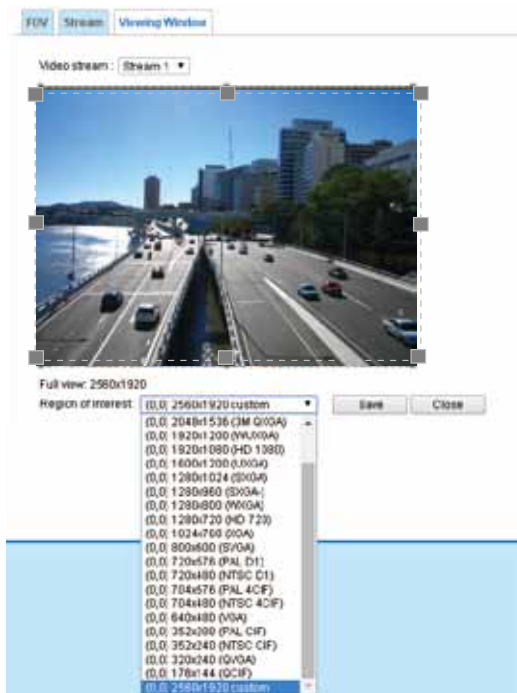 FOV Stream Viewing Window
Video stream : Stream 1
Full view: 2560x1920
Region of interest (0,0) 2560x1920 custom Save Close
(0,0) 2048x1536 (3M QXGA)
(0,0) 1920x1200 (WUXGA)
(0,0) 1920x1080 (HD 1080)
(0,0) 1600x1200 (UXGA)
(0,0) 1280x1024 (SXGA)
(0,0) 1280x960 (SXGA-)
(0,0) 1280x800 (WXGA)
(0,0) 1280x720 (HD 720)
(0,0) 1024x768 (XGA)
(0,0) 800x600 (SVGA)
(0,0) 720x576 (PAL D1)
(0,0) 720x480 (NTSC D1)
(0,0) 704x576 (PAL 4CIF)
(0,0) 704x480 (NTSC 4CIF)
(0,0) 640x480 (VGA)
(0,0) 352x288 (PAL CIF)
(0,0) 352x240 (NTSC CIF)
(0,0) 320x240 (QVGA)
(0,0) 176x144 (QCIF)
(0,0) 2560x1920 custom